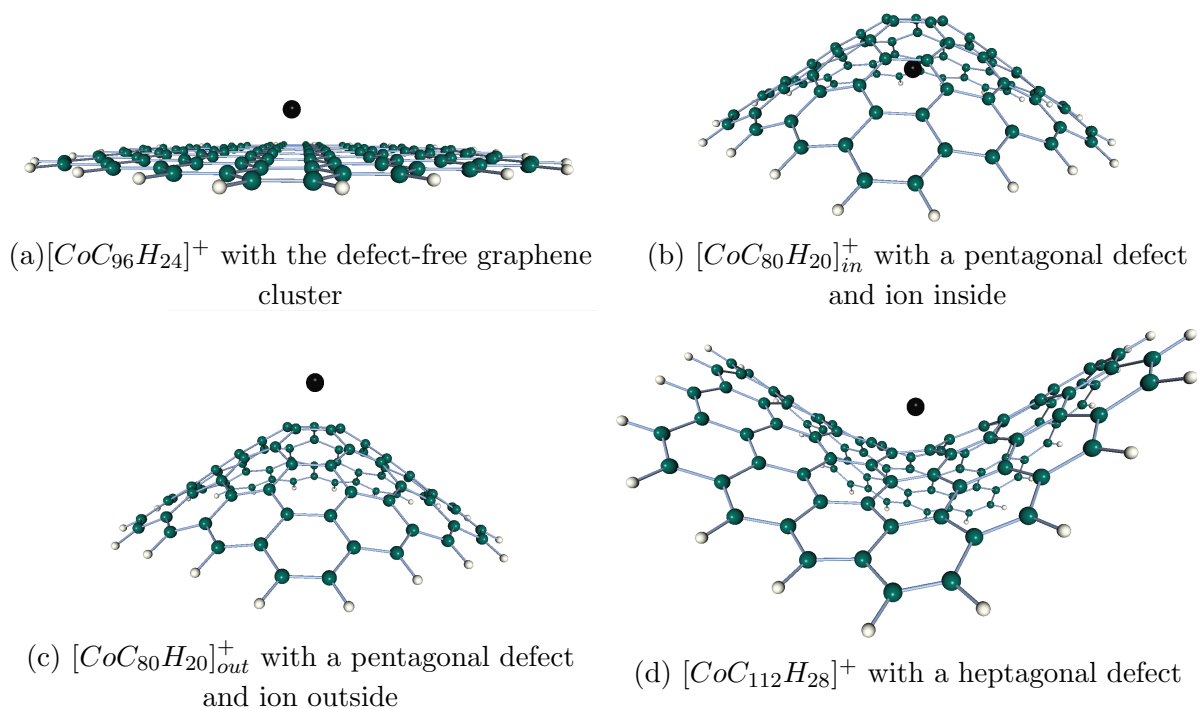 (a)[CoC₉₆H₂₄]⁺ with the defect-free graphene
cluster
(b) [CoC₈₀H₂₀]⁺ᵢₙ with a pentagonal defect
and ion inside
(c) [CoC₈₀H₂₀]⁺ₒᵤₜ with a pentagonal defect
and ion outside
(d) [CoC₁₁₂H₂₈]⁺ with a heptagonal defect